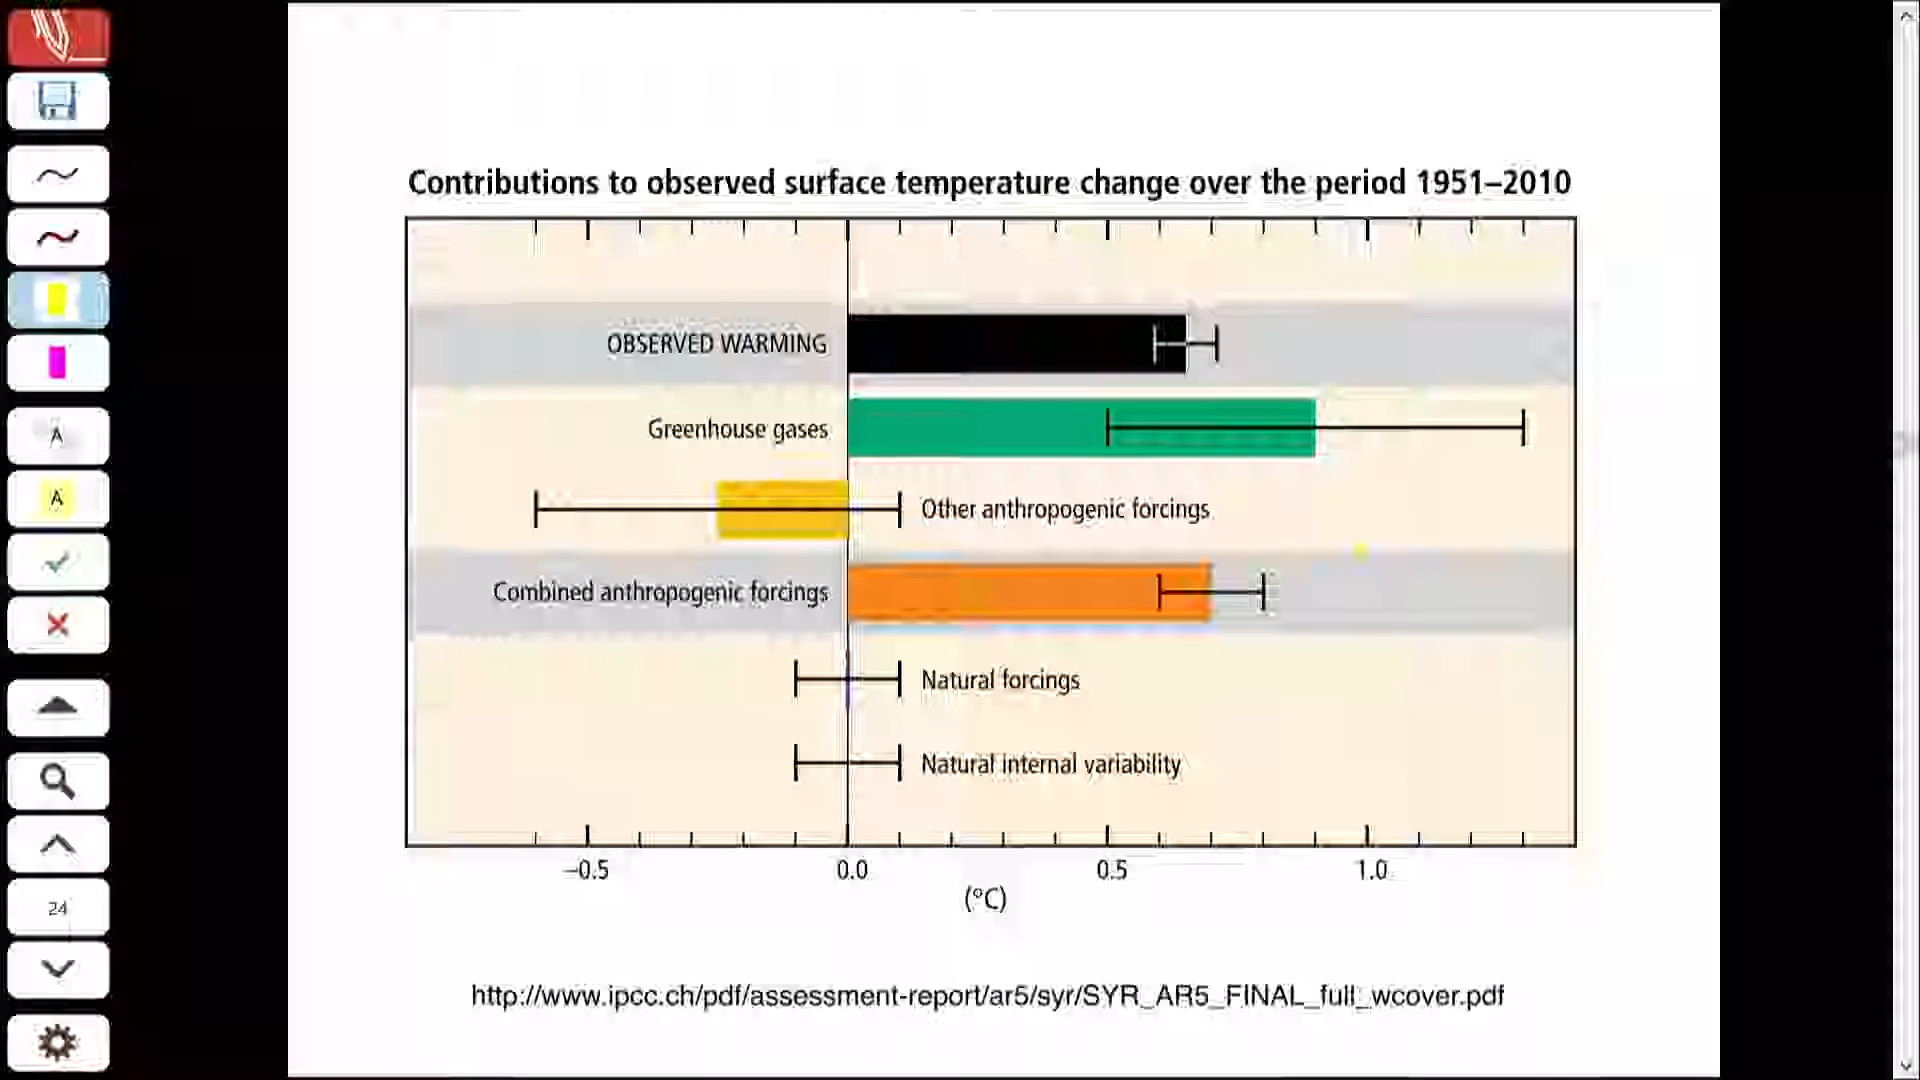 Contributions to observed surface temperature change over the period 1951–2010
OBSERVED WARMING
Greenhouse gases
Other anthropogenic forcings
Combined anthropogenic forcings
Natural forcings
Natural internal variability
–0.5 0.0 0.5 1.0
(°C)
http://www.ipcc.ch/pdf/assessment-report/ar5/syr/SYR_AR5_FINAL_full_wcover.pdf
A
A
24